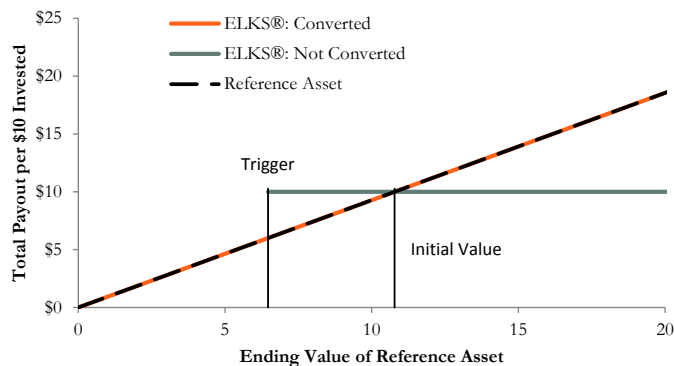 $25
$20
$15
$10
$5
$0
Total Payout per $10 Invested
ELKS®: Converted
ELKS®: Not Converted
Reference Asset
Trigger
Initial Value
0
5
10
15
20
Ending Value of Reference Asset